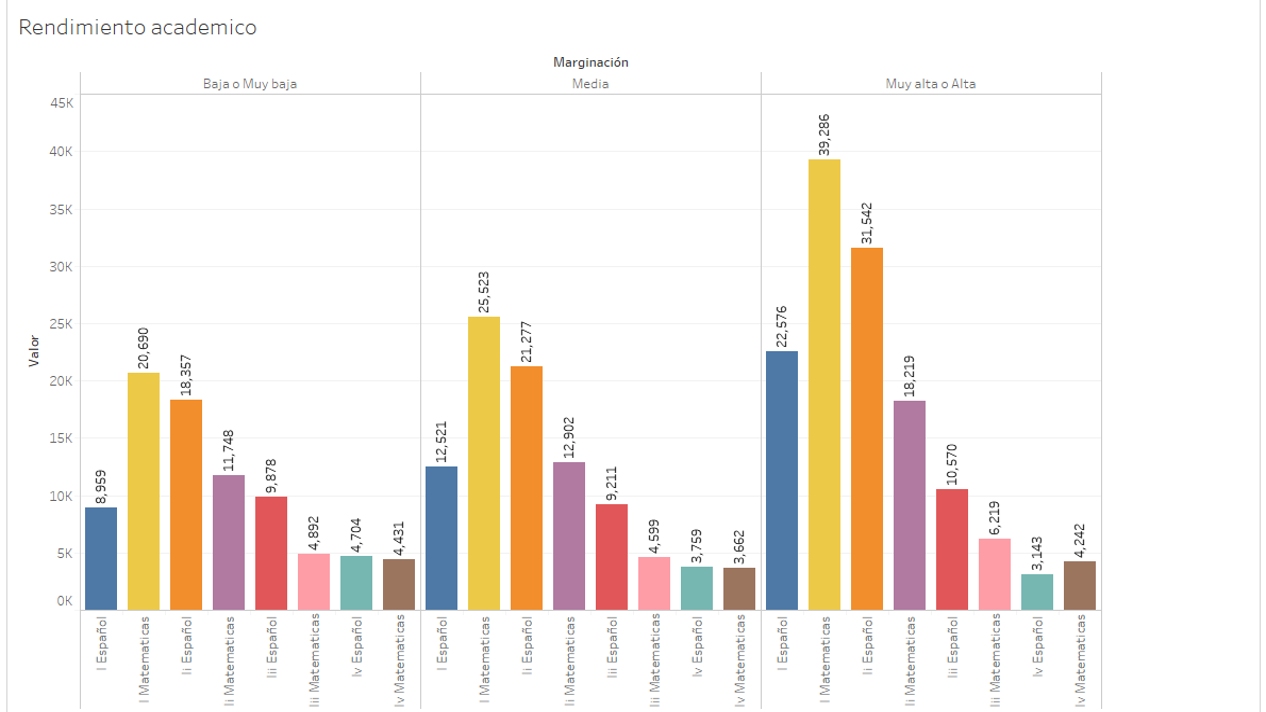 Rendimiento academico
Marginación
Baja o Muy baja
Media
Muy alta o Alta
45K
40K
35K
30K
25K
20K
15K
10K
5K
0K
Valor
8,959
20,690
18,357
11,748
9,878
4,892
4,704
4,431
12,521
25,523
21,277
12,902
9,211
4,599
3,759
3,662
22,576
39,286
31,542
18,219
10,570
6,219
3,143
4,242
I Español
I Matematicas
Ii Español
Ii Matematicas
Iii Español
Iii Matematicas
Iv Español
Iv Matematicas
I Español
I Matematicas
Ii Español
Ii Matematicas
Iii Español
Iii Matematicas
Iv Español
Iv Matematicas
I Español
I Matematicas
Ii Español
Ii Matematicas
Iii Español
Iii Matematicas
Iv Español
Iv Matematicas